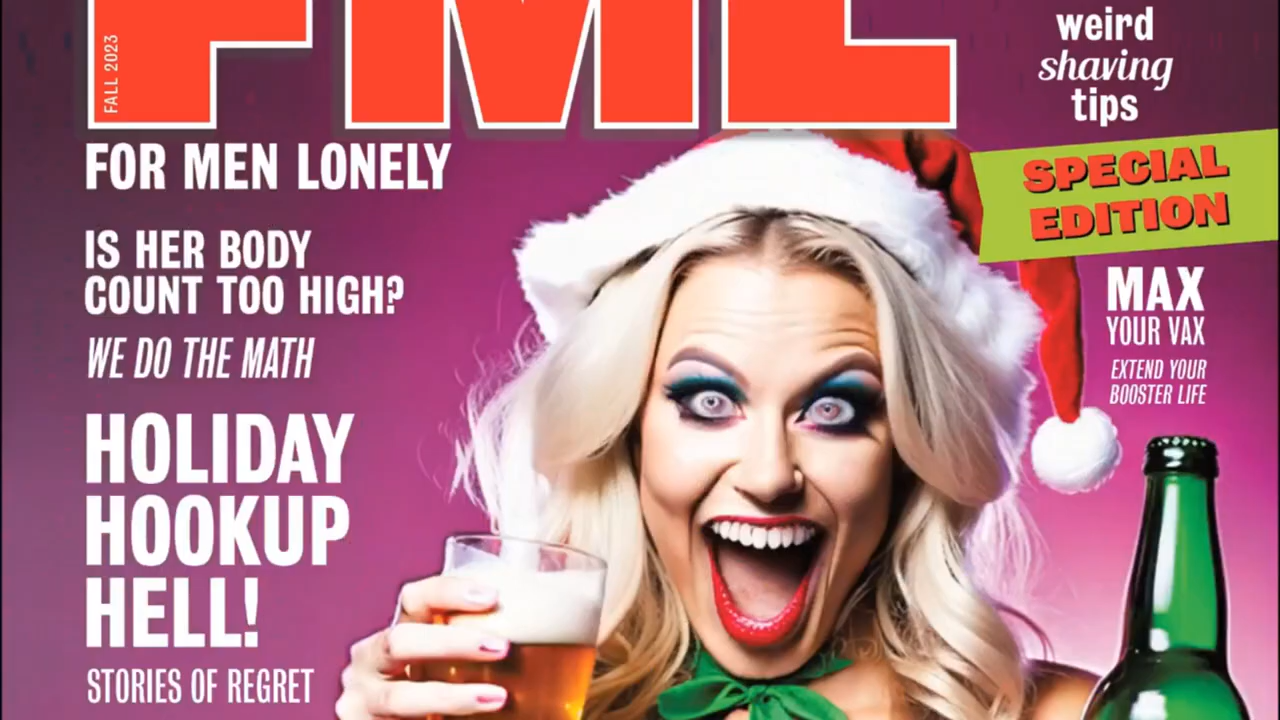 FML
FALL 2023
FOR MEN LONELY
IS HER BODY
COUNT TOO HIGH?
WE DO THE MATH
HOLIDAY
HOOKUP
HELL!
STORIES OF REGRET
weird
shaving
tips
SPECIAL
EDITION
MAX
YOUR VAX
EXTEND YOUR
BOOSTER LIFE